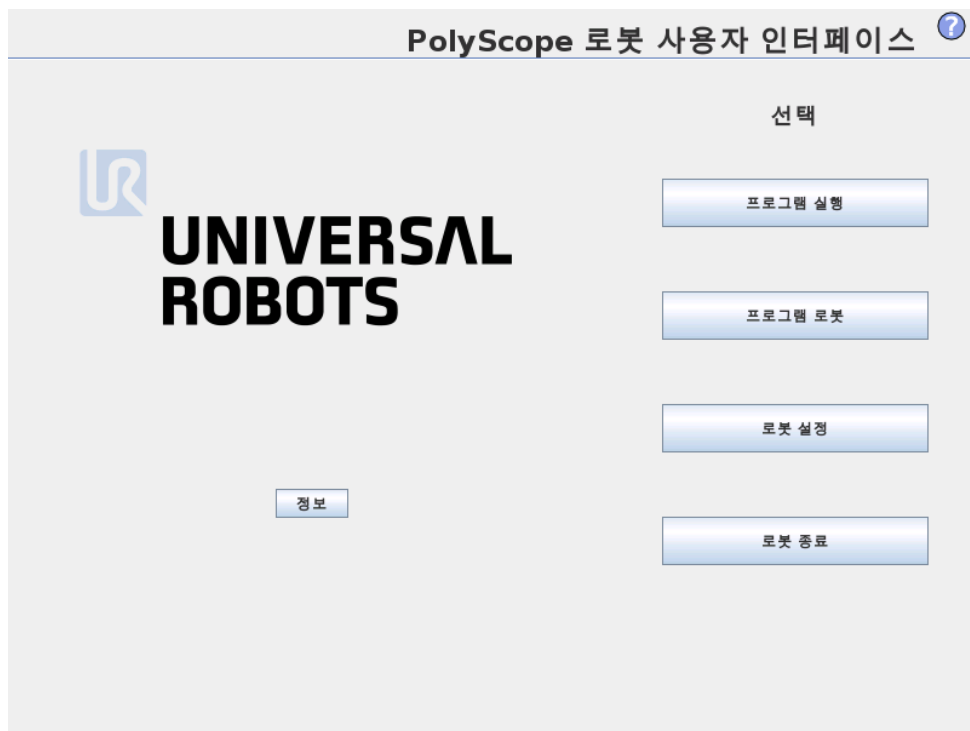 PolyScope 로봇 사용자 인터페이스
?
선택
UR
UNIVERSAL
ROBOTS
프로그램 실행
프로그램 로봇
로봇 설정
정보
로봇 종료